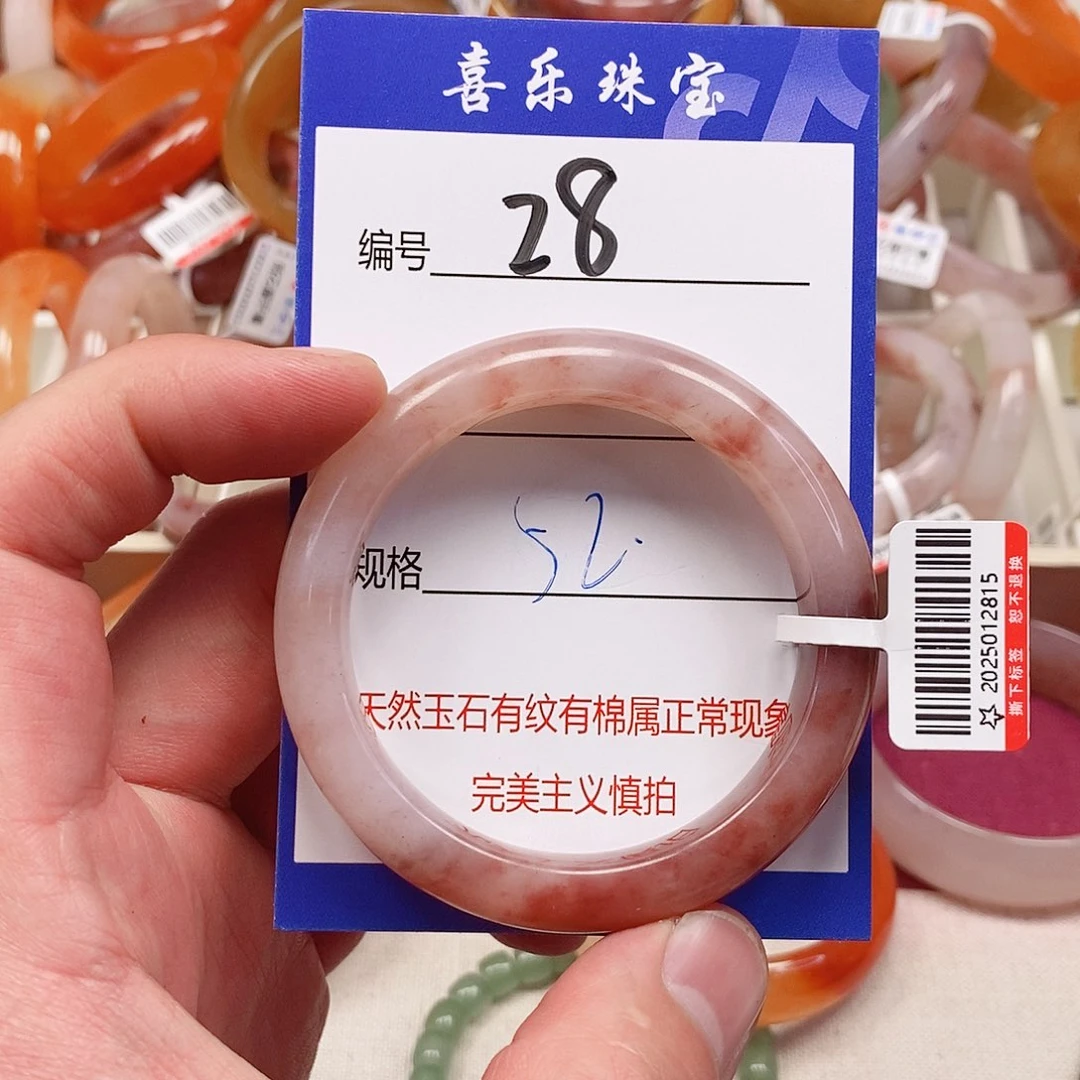 喜乐珠宝
编号 28
规格 52.
天然玉石有纹有棉属正常现象
完美主义慎拍
2025012815
撕下标签 恕不退换